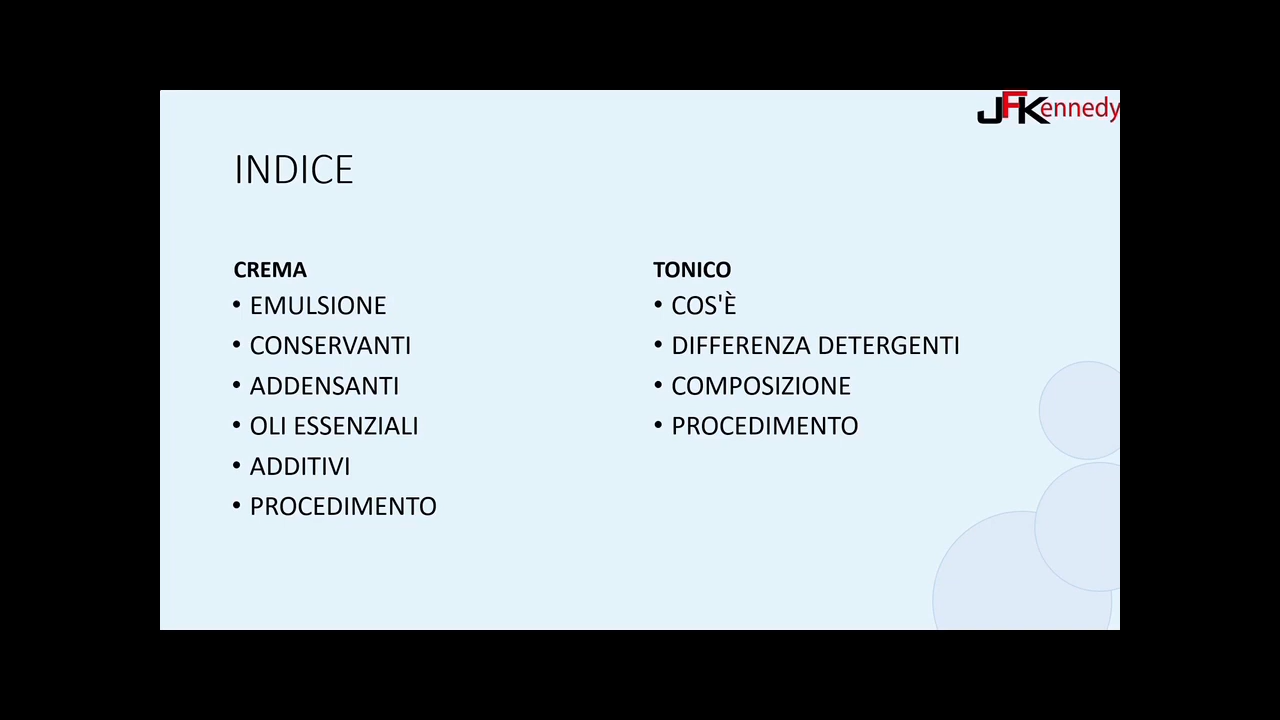 JFKennedy
INDICE
CREMA
• EMULSIONE
• CONSERVANTI
• ADDENSANTI
• OLI ESSENZIALI
• ADDITIVI
• PROCEDIMENTO
TONICO
• COS'È
• DIFFERENZA DETERGENTI
• COMPOSIZIONE
• PROCEDIMENTO